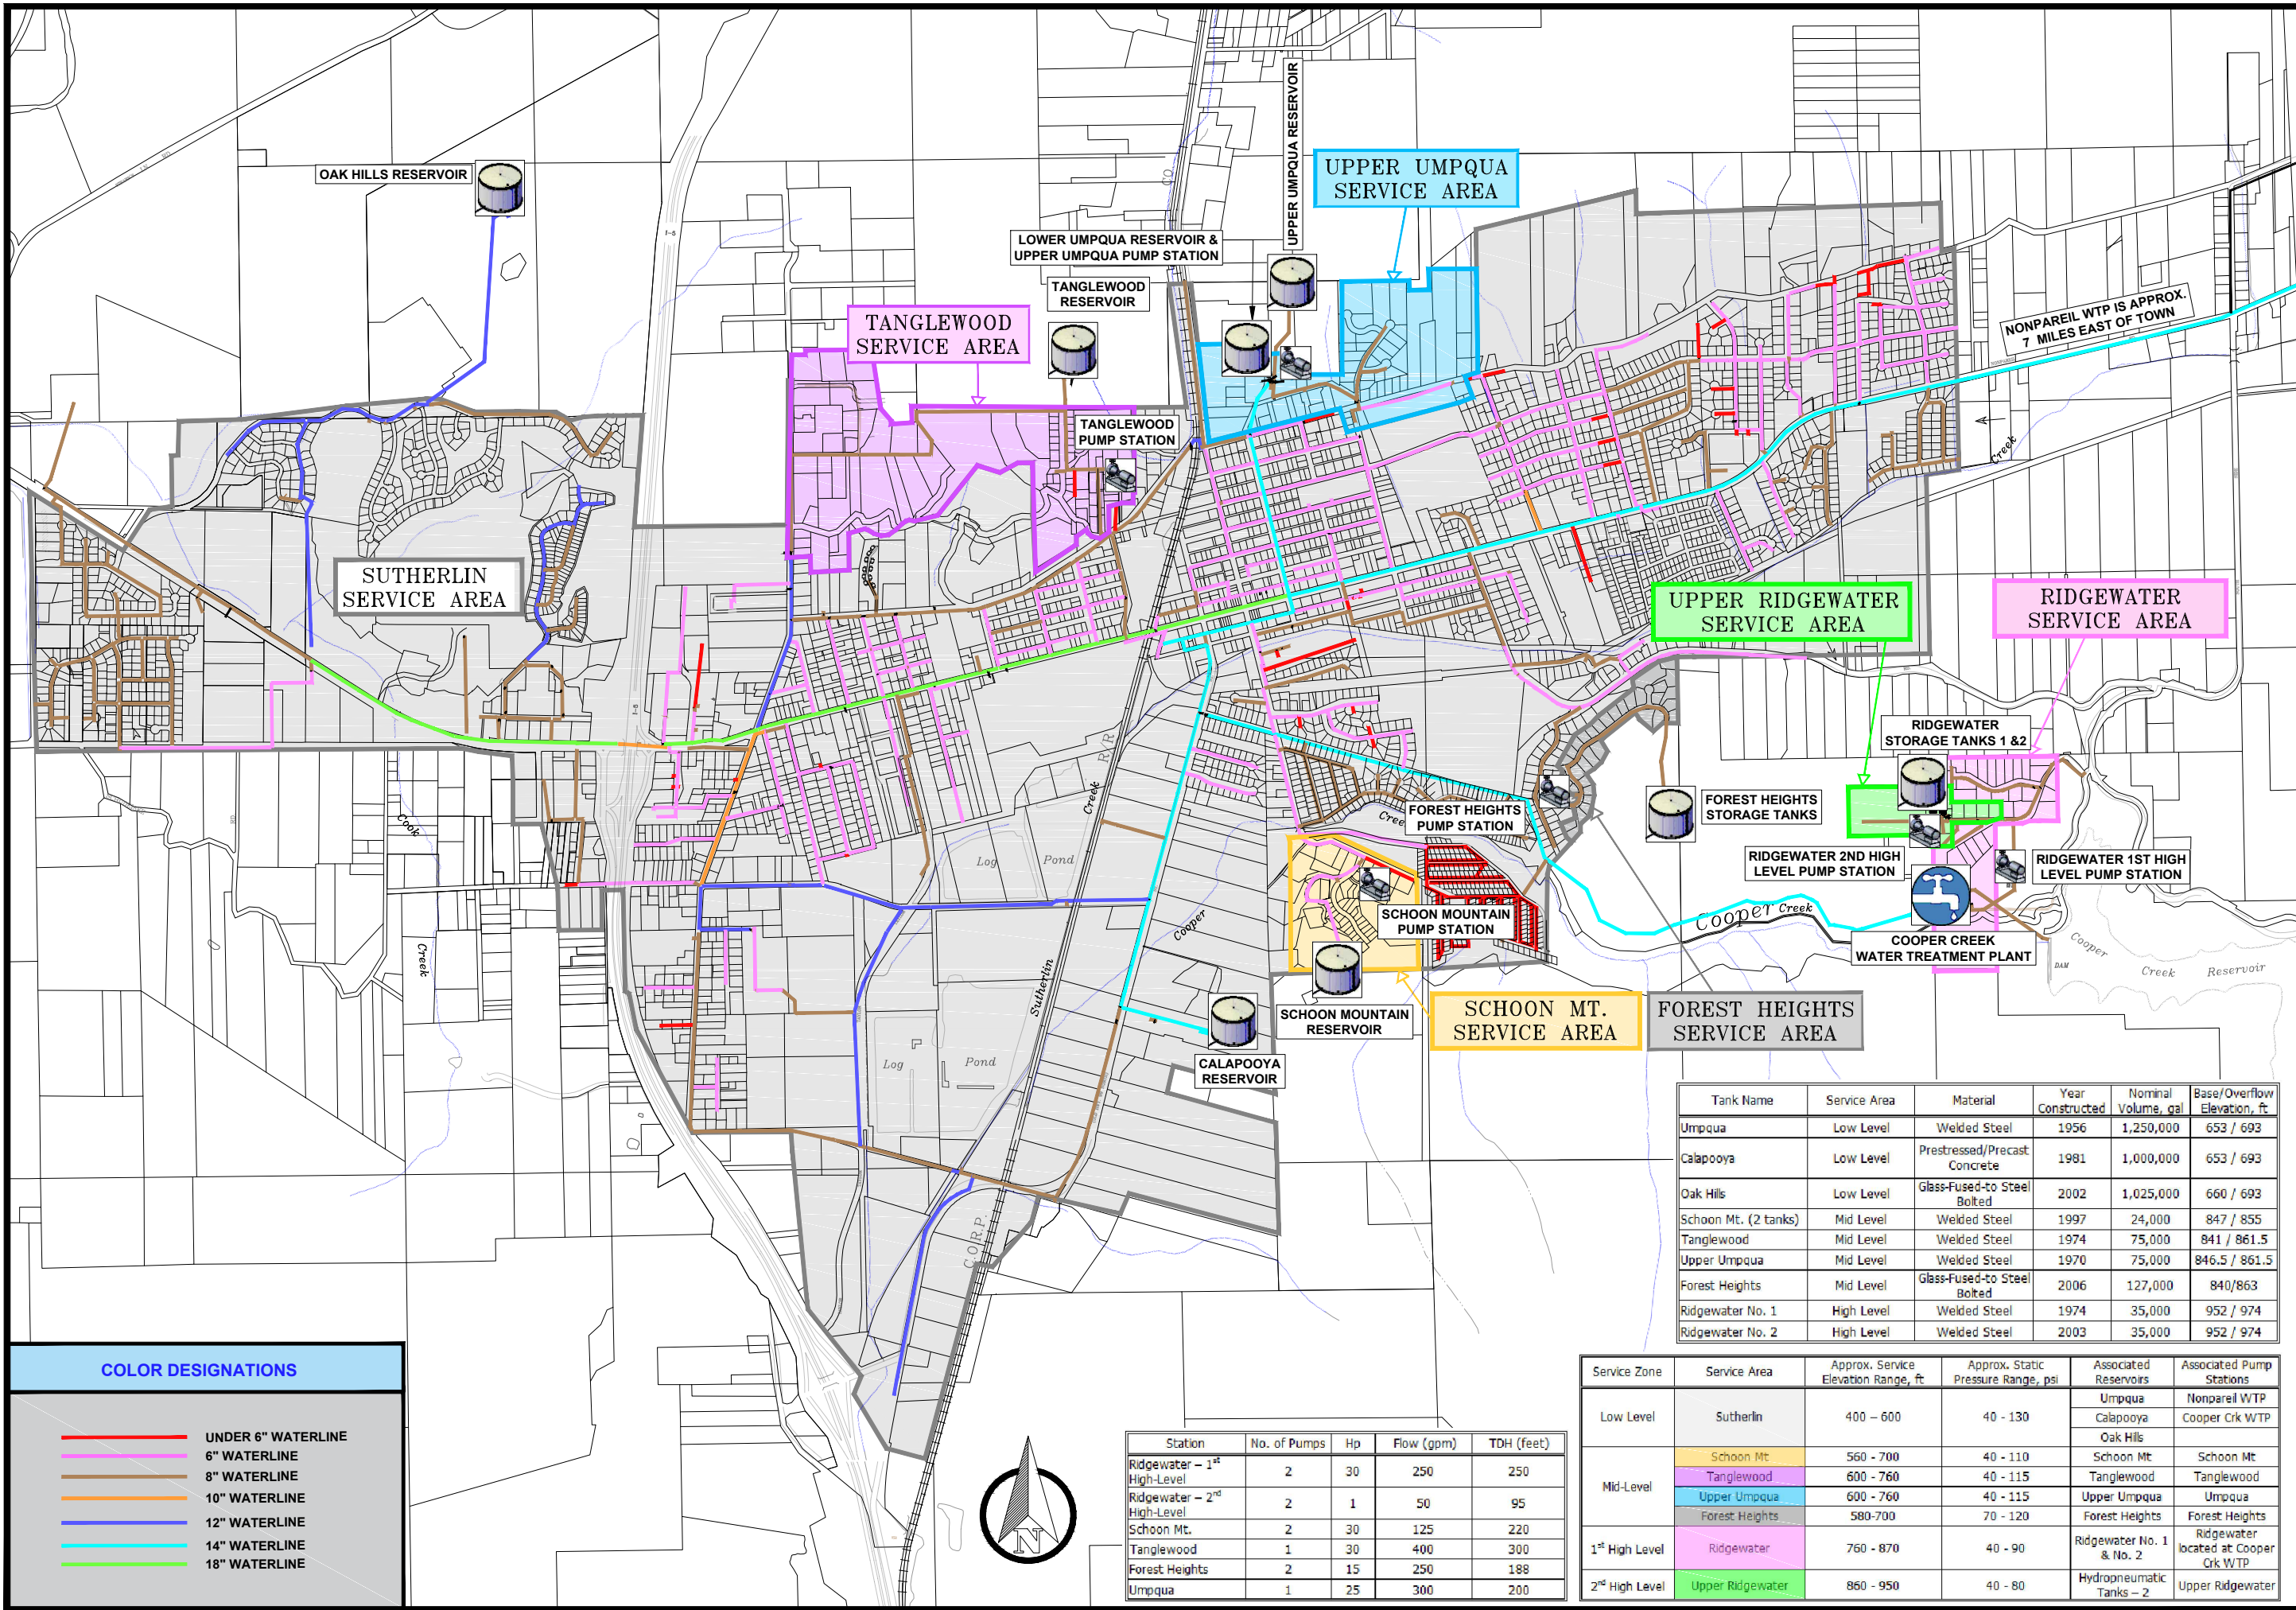 OAK HILLS RESERVOIR
I-5
CO.
UPPER UMPQUA RESERVOIR
UPPER UMPQUA
SERVICE AREA
LOWER UMPQUA RESERVOIR &
UPPER UMPQUA PUMP STATION
TANGLEWOOD
RESERVOIR
TANGLEWOOD
SERVICE AREA
TANGLEWOOD
PUMP STATION
NONPAREIL WTP IS APPROX.
7 MILES EAST OF TOWN
Creek
SUTHERLIN
SERVICE AREA
UPPER RIDGEWATER
SERVICE AREA
RIDGEWATER
SERVICE AREA
I-5
R/R
Creek
RIDGEWATER
STORAGE TANKS 1 &2
FOREST HEIGHTS
STORAGE TANKS
FOREST HEIGHTS
PUMP STATION
Cook
Creek
Log Pond
RIDGEWATER 2ND HIGH
LEVEL PUMP STATION
RIDGEWATER 1ST HIGH
LEVEL PUMP STATION
SCHOON MOUNTAIN
PUMP STATION
Cooper Creek
Cooper
COOPER CREEK
WATER TREATMENT PLANT
Cooper
Creek Reservoir
DAM
Sutherlin
SCHOON MOUNTAIN
RESERVOIR
SCHOON MT.
SERVICE AREA
FOREST HEIGHTS
SERVICE AREA
CALAPOOYA
RESERVOIR
Log Pond
C.O.R.P.
Tank Name Service Area Material Year Constructed Nominal Volume, gal Base/Overflow Elevation, ft
Umpqua Low Level Welded Steel 1956 1,250,000 653 / 693
Calapooya Low Level Prestressed/Precast Concrete 1981 1,000,000 653 / 693
Oak Hills Low Level Glass-Fused-to Steel Bolted 2002 1,025,000 660 / 693
Schoon Mt. (2 tanks) Mid Level Welded Steel 1997 24,000 847 / 855
Tanglewood Mid Level Welded Steel 1974 75,000 841 / 861.5
Upper Umpqua Mid Level Welded Steel 1970 75,000 846.5 / 861.5
Forest Heights Mid Level Glass-Fused-to Steel Bolted 2006 127,000 840/863
Ridgewater No. 1 High Level Welded Steel 1974 35,000 952 / 974
Ridgewater No. 2 High Level Welded Steel 2003 35,000 952 / 974
COLOR DESIGNATIONS
UNDER 6" WATERLINE
6" WATERLINE
8" WATERLINE
10" WATERLINE
12" WATERLINE
14" WATERLINE
18" WATERLINE
N
Station No. of Pumps Hp Flow (gpm) TDH (feet)
Ridgewater – 1st High-Level 2 30 250 250
Ridgewater – 2nd High-Level 2 1 50 95
Schoon Mt. 2 30 125 220
Tanglewood 1 30 400 300
Forest Heights 2 15 250 188
Umpqua 1 25 300 200
Service Zone Service Area Approx. Service Elevation Range, ft Approx. Static Pressure Range, psi Associated Reservoirs Associated Pump Stations
Low Level Sutherlin 400 – 600 40 - 130 Umpqua Nonpareil WTP
Calapooya Cooper Crk WTP
Oak Hills
Mid-Level Schoon Mt 560 - 700 40 - 110 Schoon Mt Schoon Mt
Tanglewood 600 - 760 40 - 115 Tanglewood Tanglewood
Upper Umpqua 600 - 760 40 - 115 Upper Umpqua Umpqua
Forest Heights 580-700 70 - 120 Forest Heights Forest Heights
1st High Level Ridgewater 760 - 870 40 - 90 Ridgewater No. 1 & No. 2 Ridgewater located at Cooper Crk WTP
2nd High Level Upper Ridgewater 860 - 950 40 - 80 Hydropneumatic Tanks – 2 Upper Ridgewater